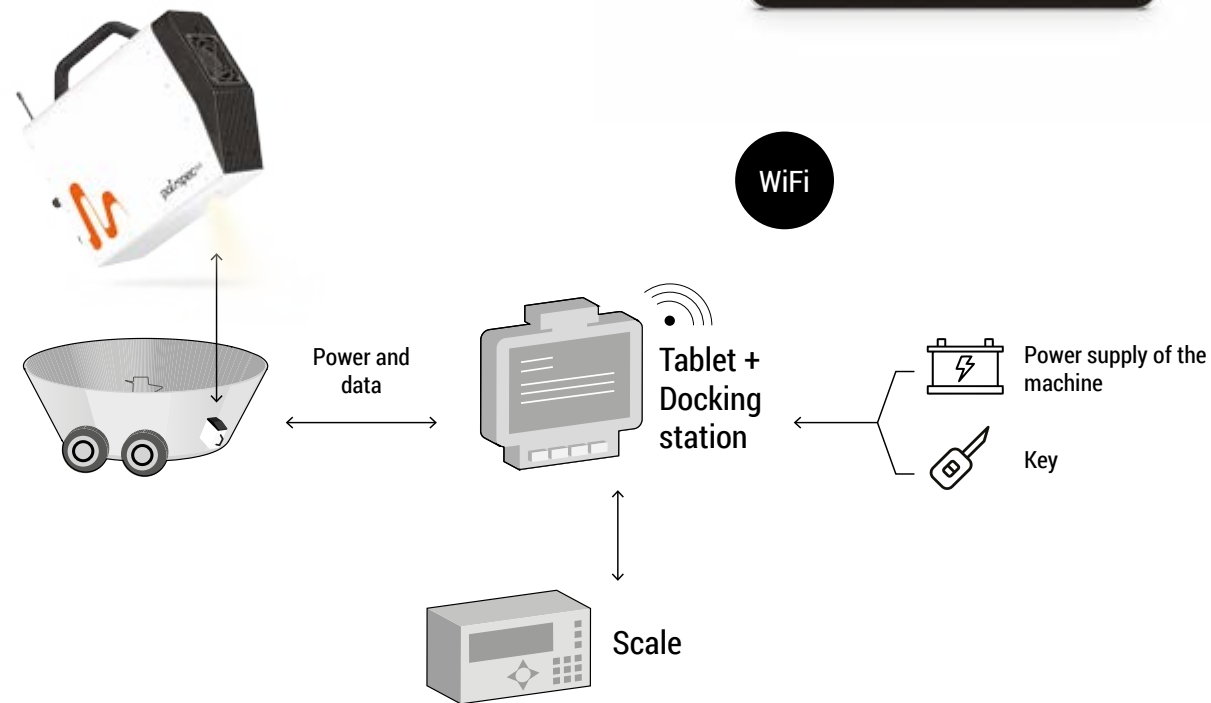 WiFi
Power and
data
Tablet +
Docking
station
Power supply of the
machine
Key
Scale